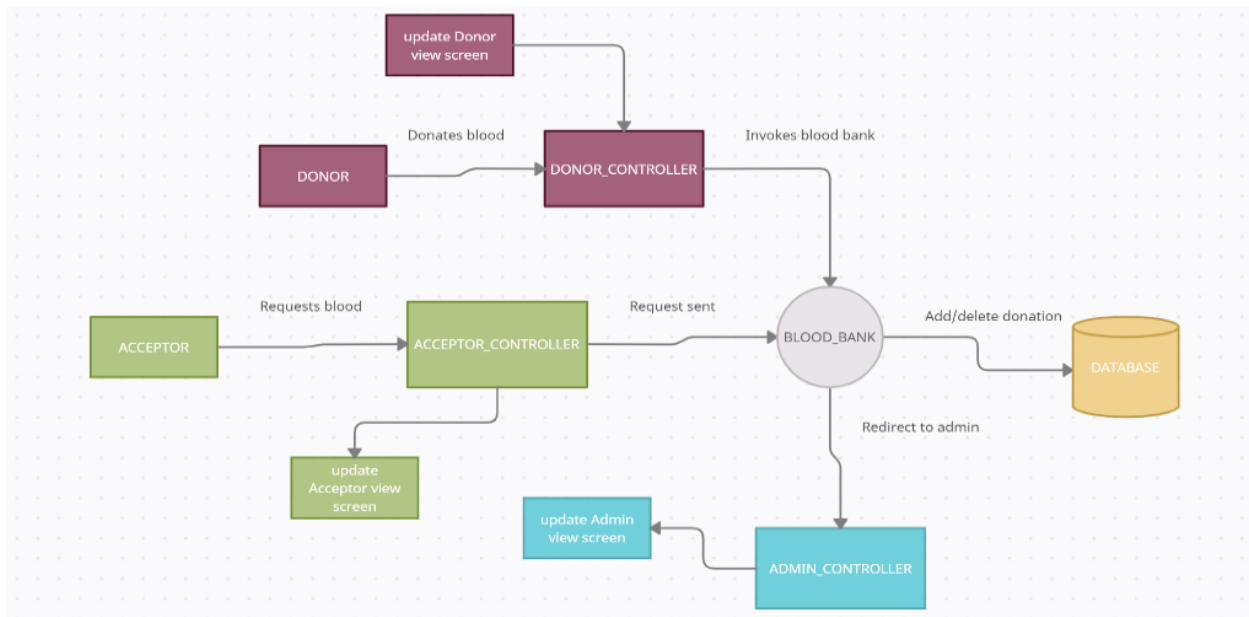 update Donor
view screen
Donates blood
Invokes blood bank
DONOR
DONOR_CONTROLLER
Requests blood
Request sent
Add/delete donation
ACCEPTOR
ACCEPTOR_CONTROLLER
BLOOD_BANK
DATABASE
Redirect to admin
update
Acceptor view
screen
update Admin
view screen
ADMIN_CONTROLLER